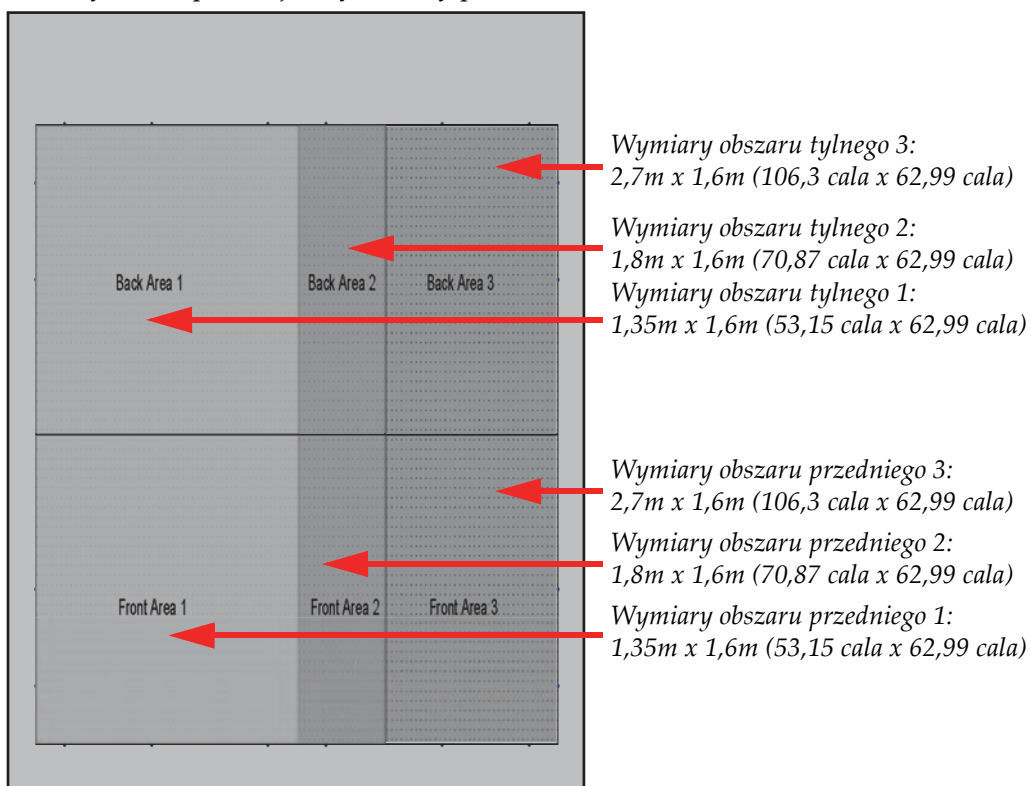 Wymiary obszaru tylnego 3:
2,7m x 1,6m (106,3 cala x 62,99 cala)
Wymiary obszaru tylnego 2:
1,8m x 1,6m (70,87 cala x 62,99 cala)
Wymiary obszaru tylnego 1:
1,35m x 1,6m (53,15 cala x 62,99 cala)
Back Area 1
Back Area 2
Back Area 3
Wymiary obszaru przedniego 3:
2,7m x 1,6m (106,3 cala x 62,99 cala)
Wymiary obszaru przedniego 2:
1,8m x 1,6m (70,87 cala x 62,99 cala)
Wymiary obszaru przedniego 1:
1,35m x 1,6m (53,15 cala x 62,99 cala)
Front Area 1
Front Area 2
Front Area 3